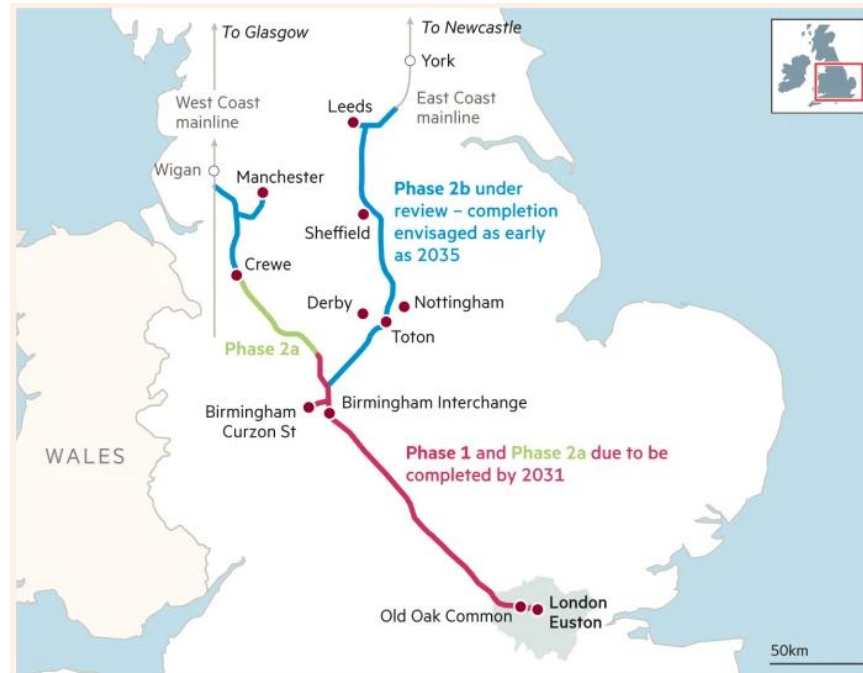 To Glasgow
To Newcastle
York
West Coast
mainline
Leeds
East Coast
mainline
Wigan
Manchester
Phase 2b under
review – completion
envisaged as early
as 2035
Sheffield
Crewe
Derby
Nottingham
Toton
Phase 2a
Birmingham
Curzon St
Birmingham Interchange
WALES
Phase 1 and Phase 2a due to be
completed by 2031
Old Oak Common
London
Euston
50km